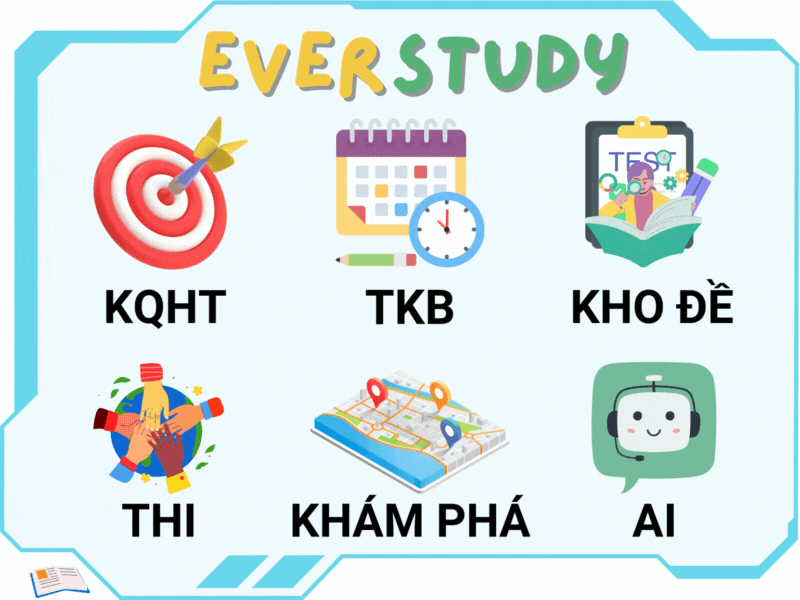 EVERSTUDY
TEST
KQHT
TKB
KHO ĐỀ
THI
KHÁM PHÁ
AI